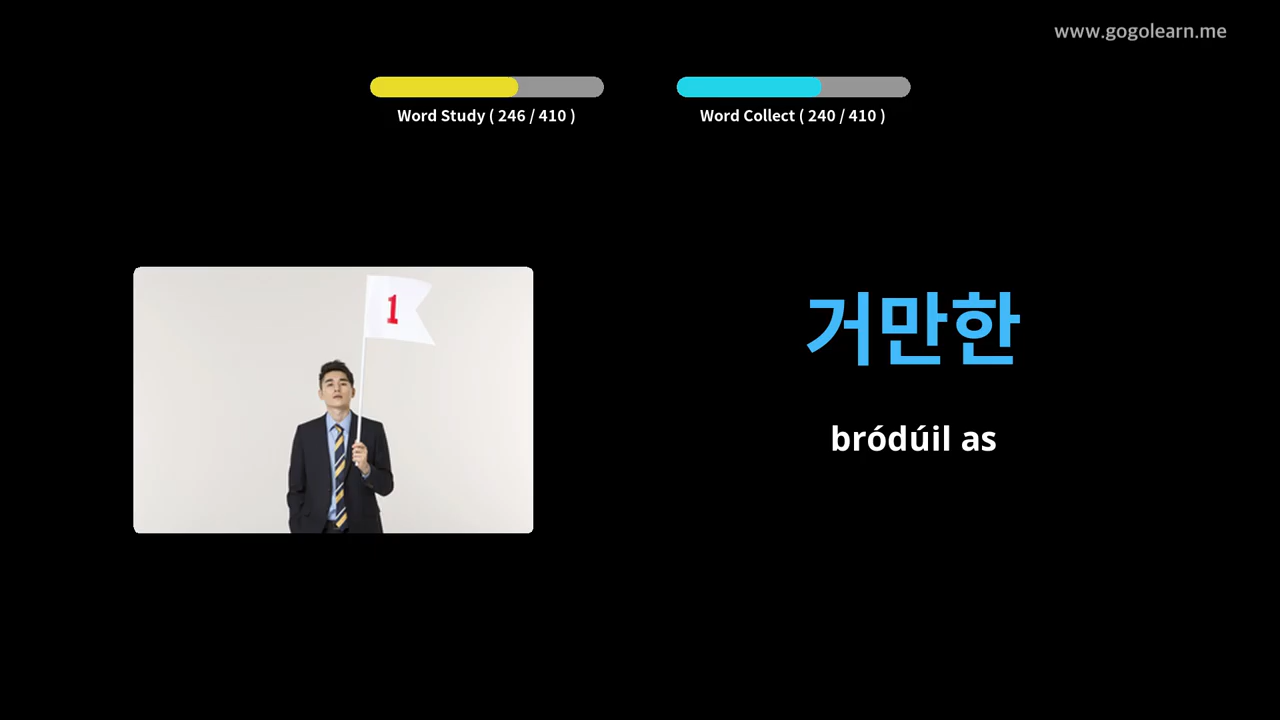 www.gogolearn.me
Word Study ( 246 / 410 )
Word Collect ( 240 / 410 )
1
거만한
bródúil as